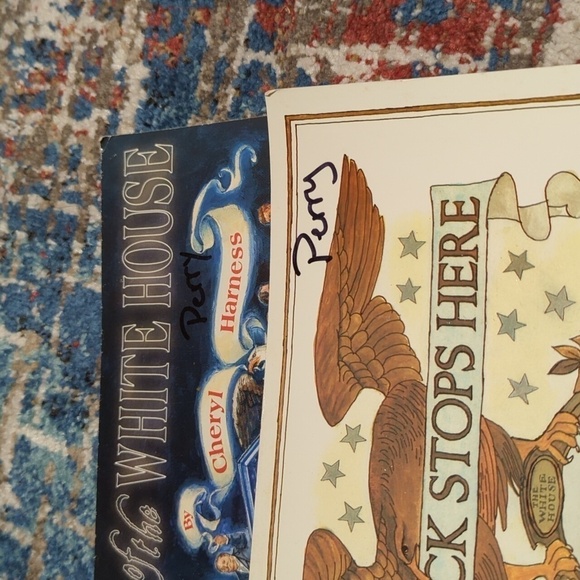 of the WHITE HOUSE
Perry
By Cheryl Harness
Perry
CK STOPS HERE
THE
WHITE
HOUSE